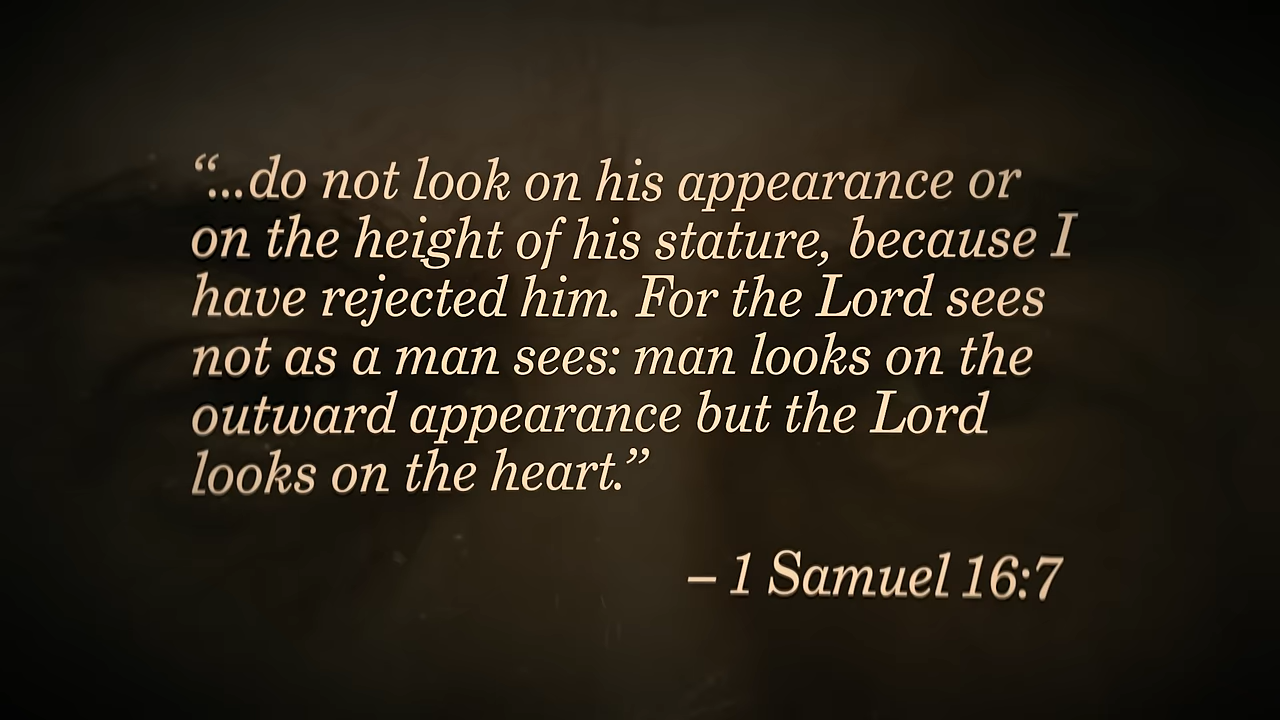 “...do not look on his appearance or
on the height of his stature, because I
have rejected him. For the Lord sees
not as a man sees: man looks on the
outward appearance but the Lord
looks on the heart.”
– 1 Samuel 16:7